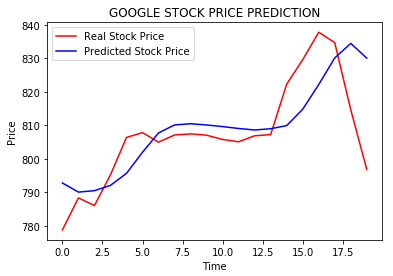 GOOGLE STOCK PRICE PREDICTION
Real Stock Price
Predicted Stock Price
Price
840
830
820
810
800
790
780
0.0 2.5 5.0 7.5 10.0 12.5 15.0 17.5
Time